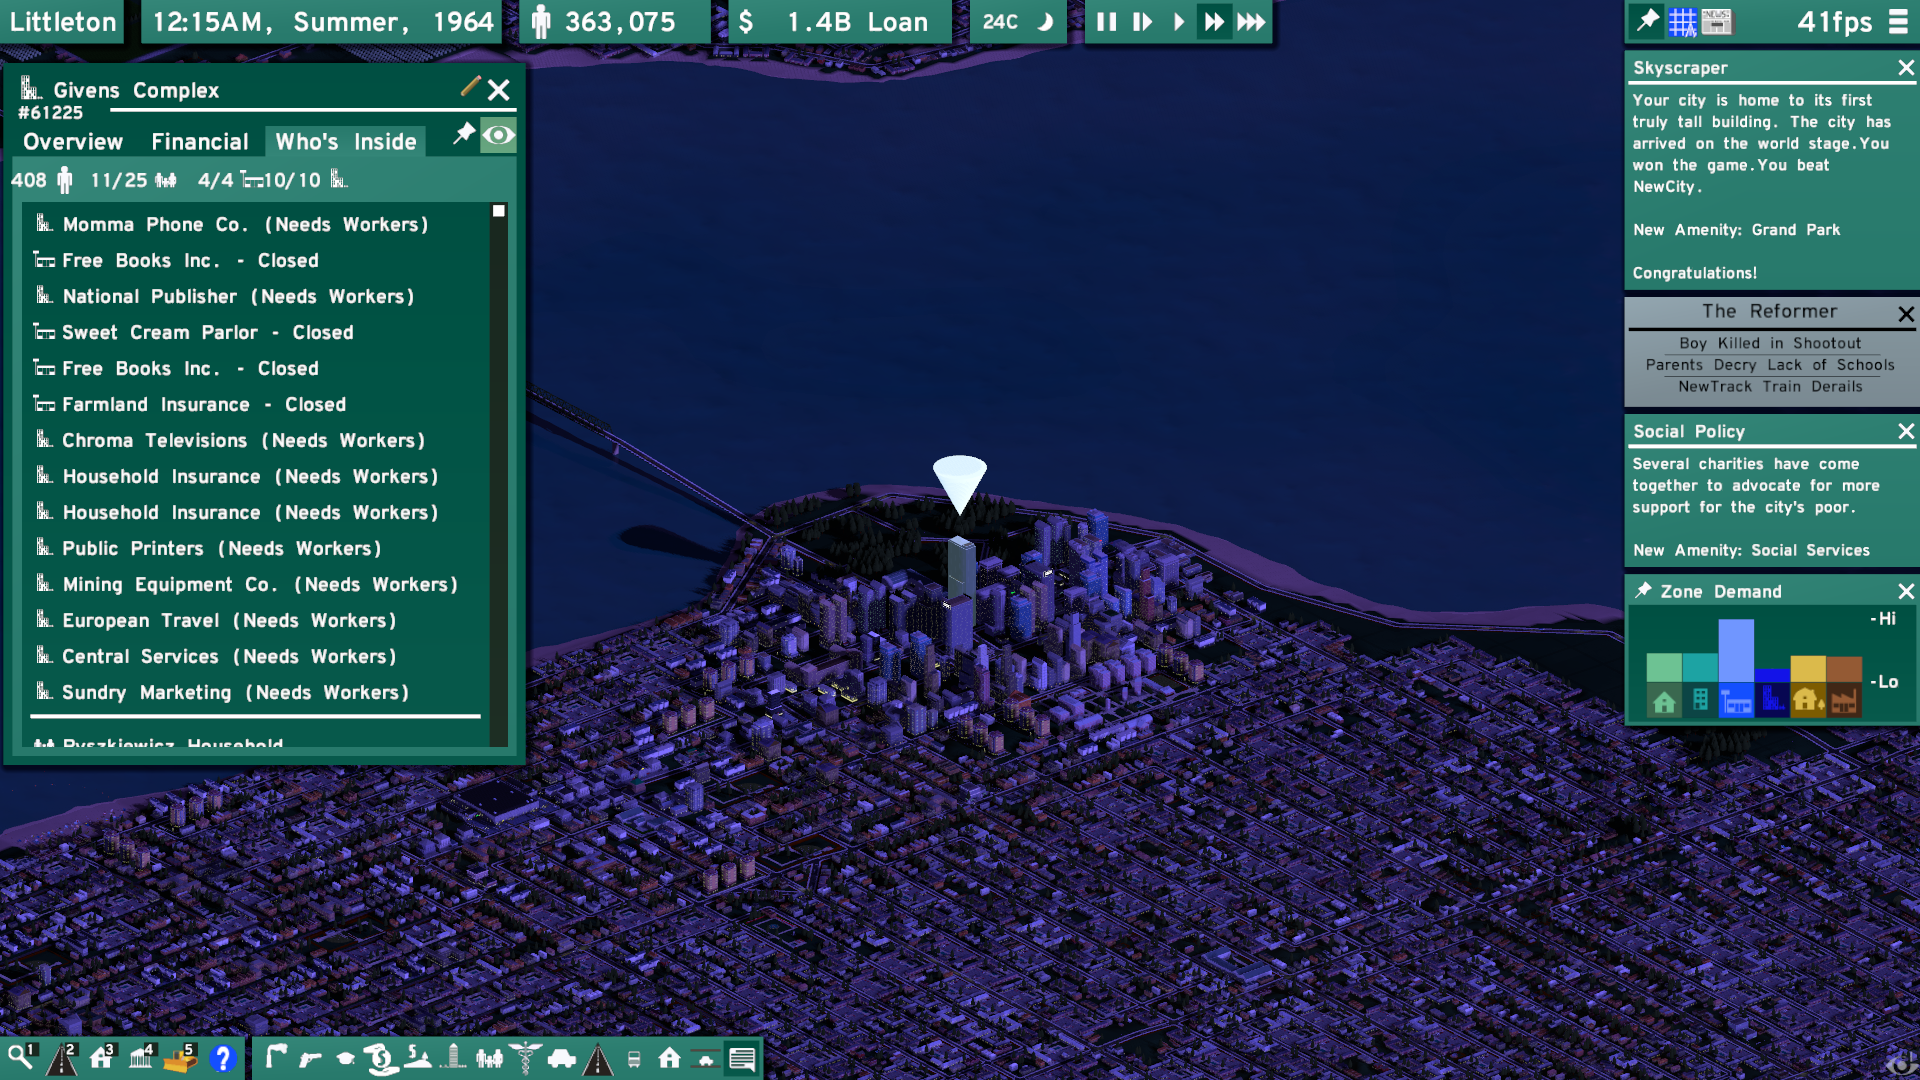 Littleton
12:15AM, Summer, 1964
363,075
$ 1.4B Loan
24C
41fps
Givens Complex
#61225
Overview Financial Who's Inside
408 11/25 4/4 10/10
Momma Phone Co. (Needs Workers)
Free Books Inc. - Closed
National Publisher (Needs Workers)
Sweet Cream Parlor - Closed
Free Books Inc. - Closed
Farmland Insurance - Closed
Chroma Televisions (Needs Workers)
Household Insurance (Needs Workers)
Household Insurance (Needs Workers)
Public Printers (Needs Workers)
Mining Equipment Co. (Needs Workers)
European Travel (Needs Workers)
Central Services (Needs Workers)
Sundry Marketing (Needs Workers)
Ryszkiewicz Household
NEWS
Skyscraper
Your city is home to its first
truly tall building. The city has
arrived on the world stage.You
won the game.You beat
NewCity.
New Amenity: Grand Park
Congratulations!
The Reformer
Boy Killed in Shootout
Parents Decry Lack of Schools
NewTrack Train Derails
Social Policy
Several charities have come
together to advocate for more
support for the city's poor.
New Amenity: Social Services
Zone Demand
-Hi
-Lo
1 2 3 4 5 ?